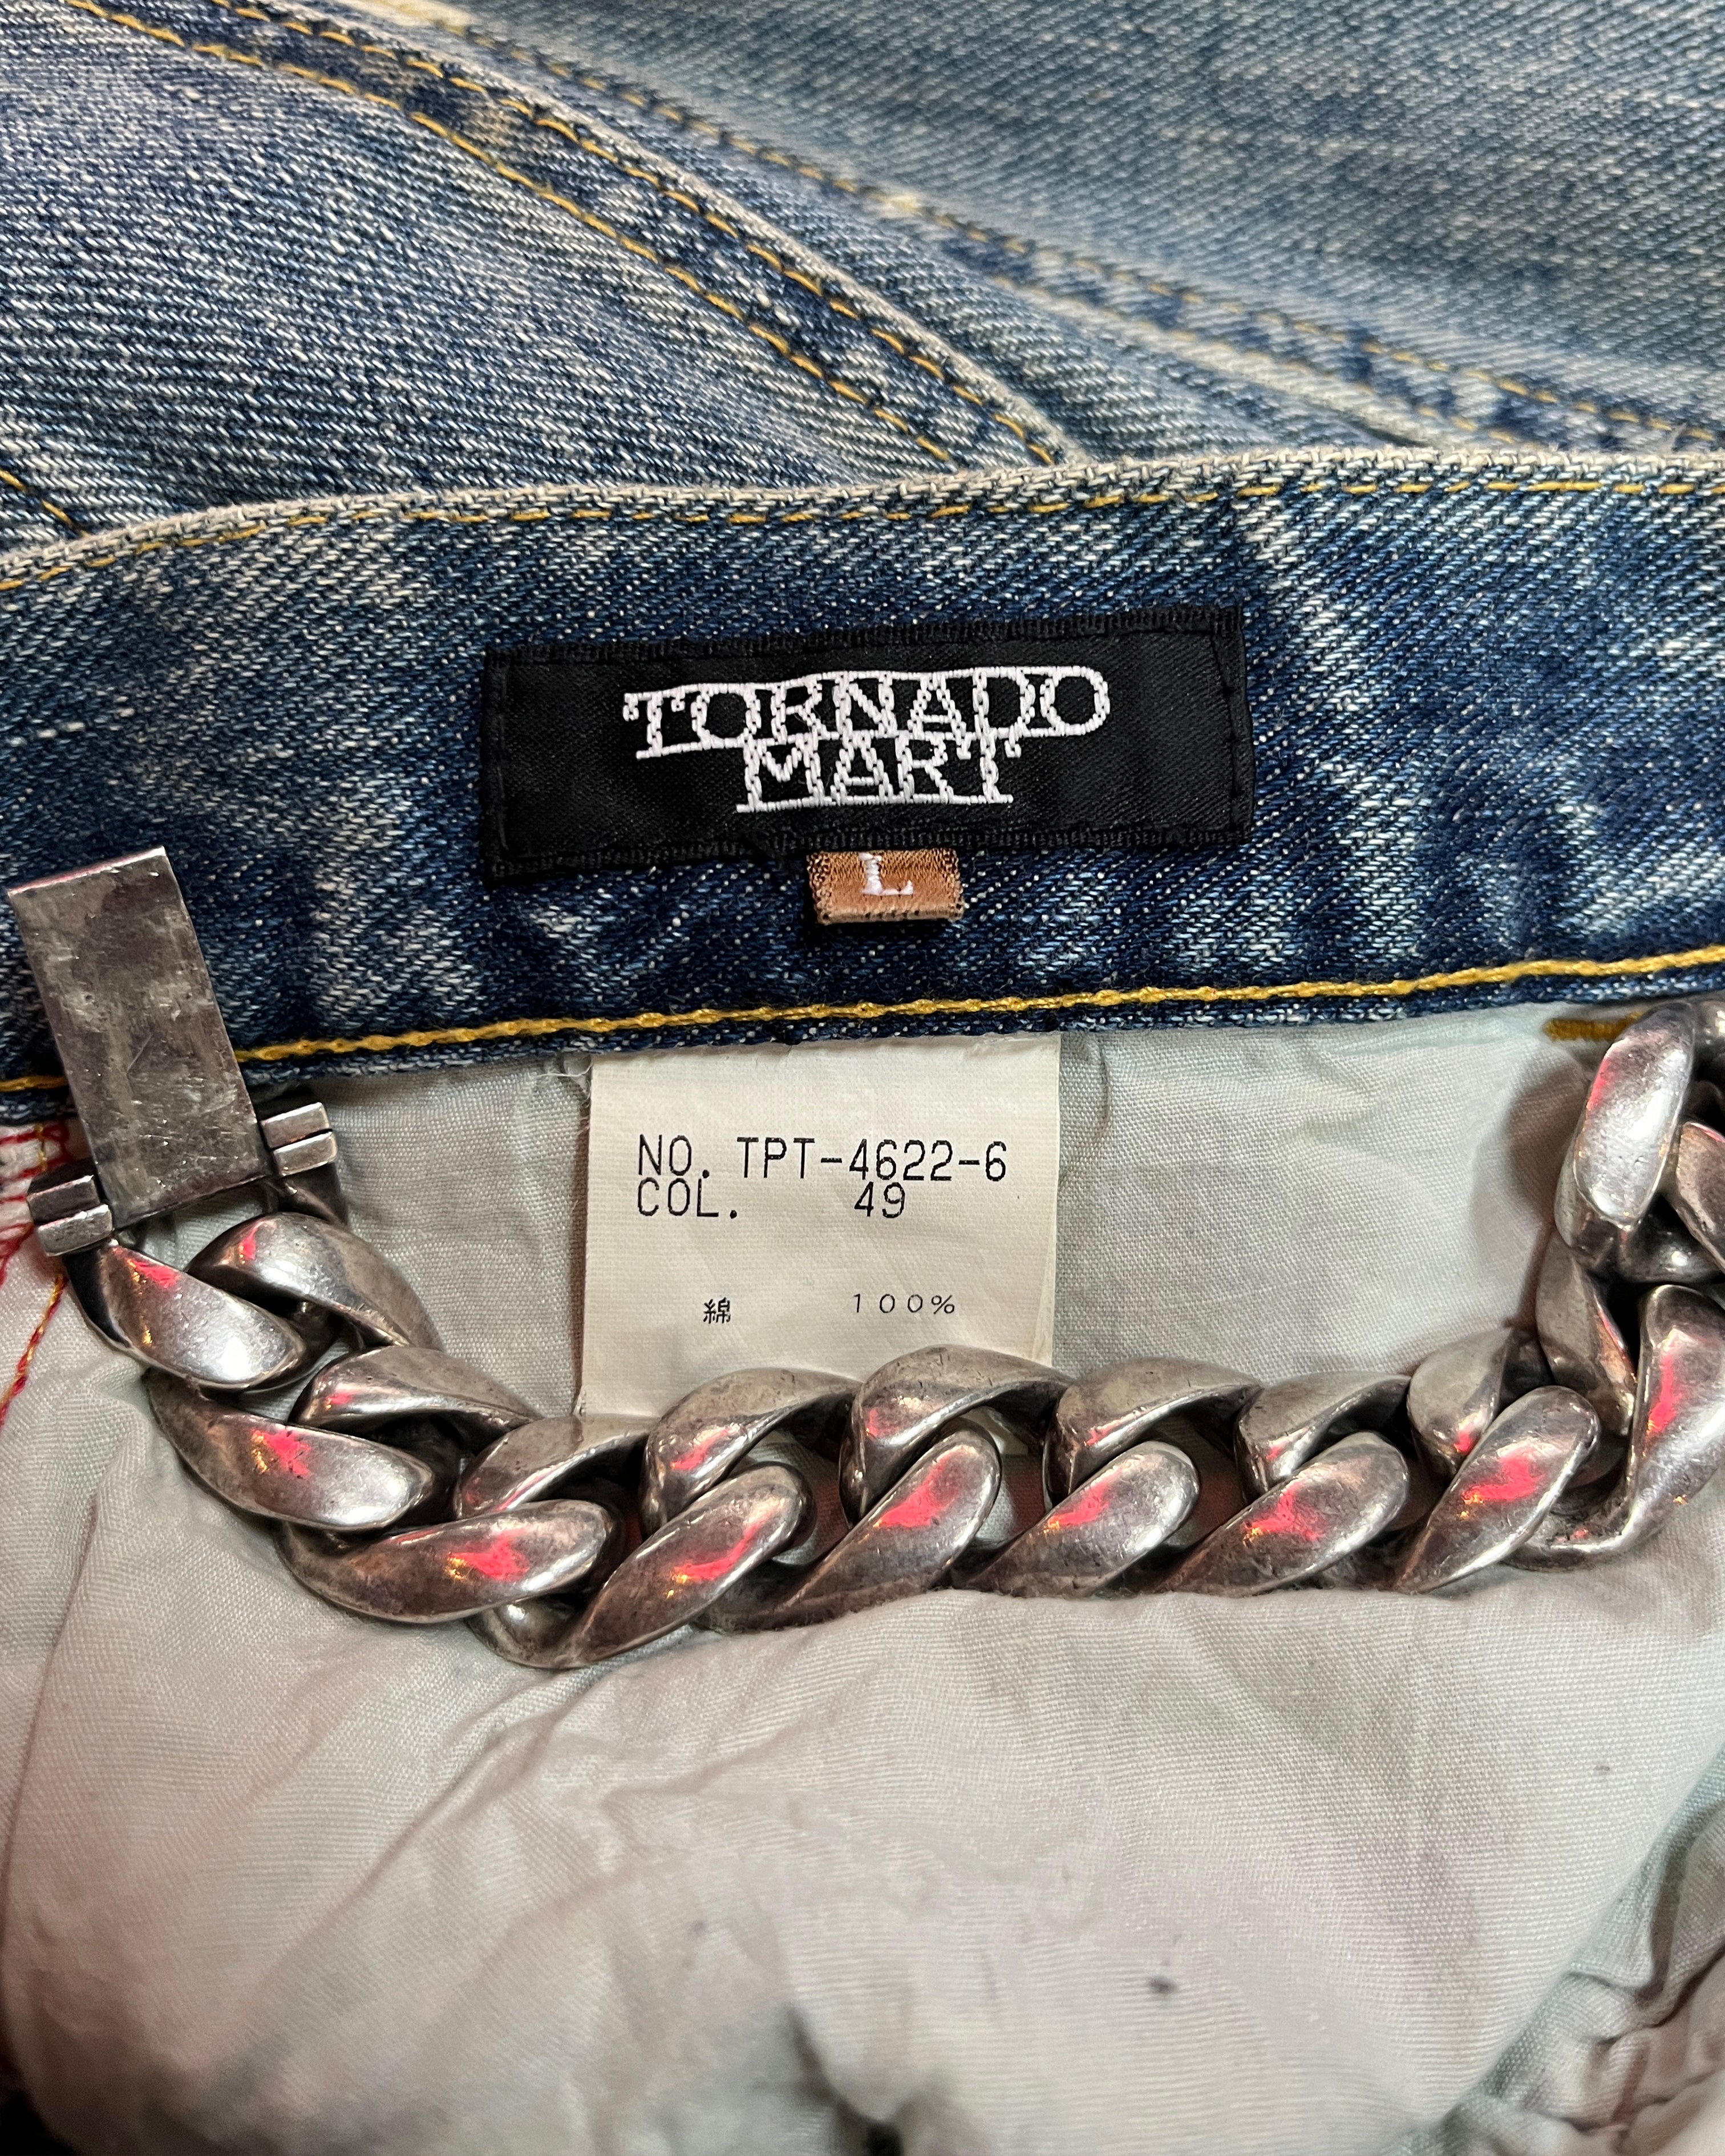 TORNADO
MART
L
NO. TPT-4622-6
COL. 49
綿 100%